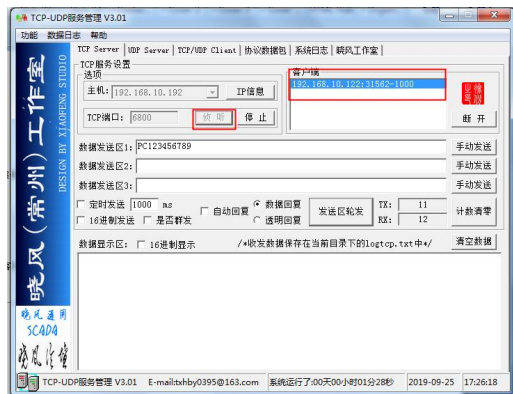 TCP-UDP服务管理 V3.01
功能 数据日志 帮助
TCP Server UDP Server TCP/UDP Client 协议数据包 系统日志 晓风工作室
TCP服务设置
选项
主机: 192.168.10.192 IP信息
TCP端口: 6800 侦听 停止
客户端
192.168.10.122:31562-1000
断开
数据发送区1: PC123456789 手动发送
数据发送区2: 手动发送
数据发送区3: 手动发送
定时发送 1000 ms
16进制发送 是否群发
自动回复
数据回复
透明回复
发送区轮发
TX: 11
RX: 12
计数清零
数据显示区: 16进制显示 /*收发数据保存在当前目录下的logtcp.txt中*/ 清空数据
晓风(常州)工作室
DESIGN BY XIAOFENG STUDIO
晓风通用
SCADA
TCP-UDP服务管理 V3.01 E-mail:txhby0395@163.com 系统运行了:00天00小时01分28秒 2019-09-25 17:26:18